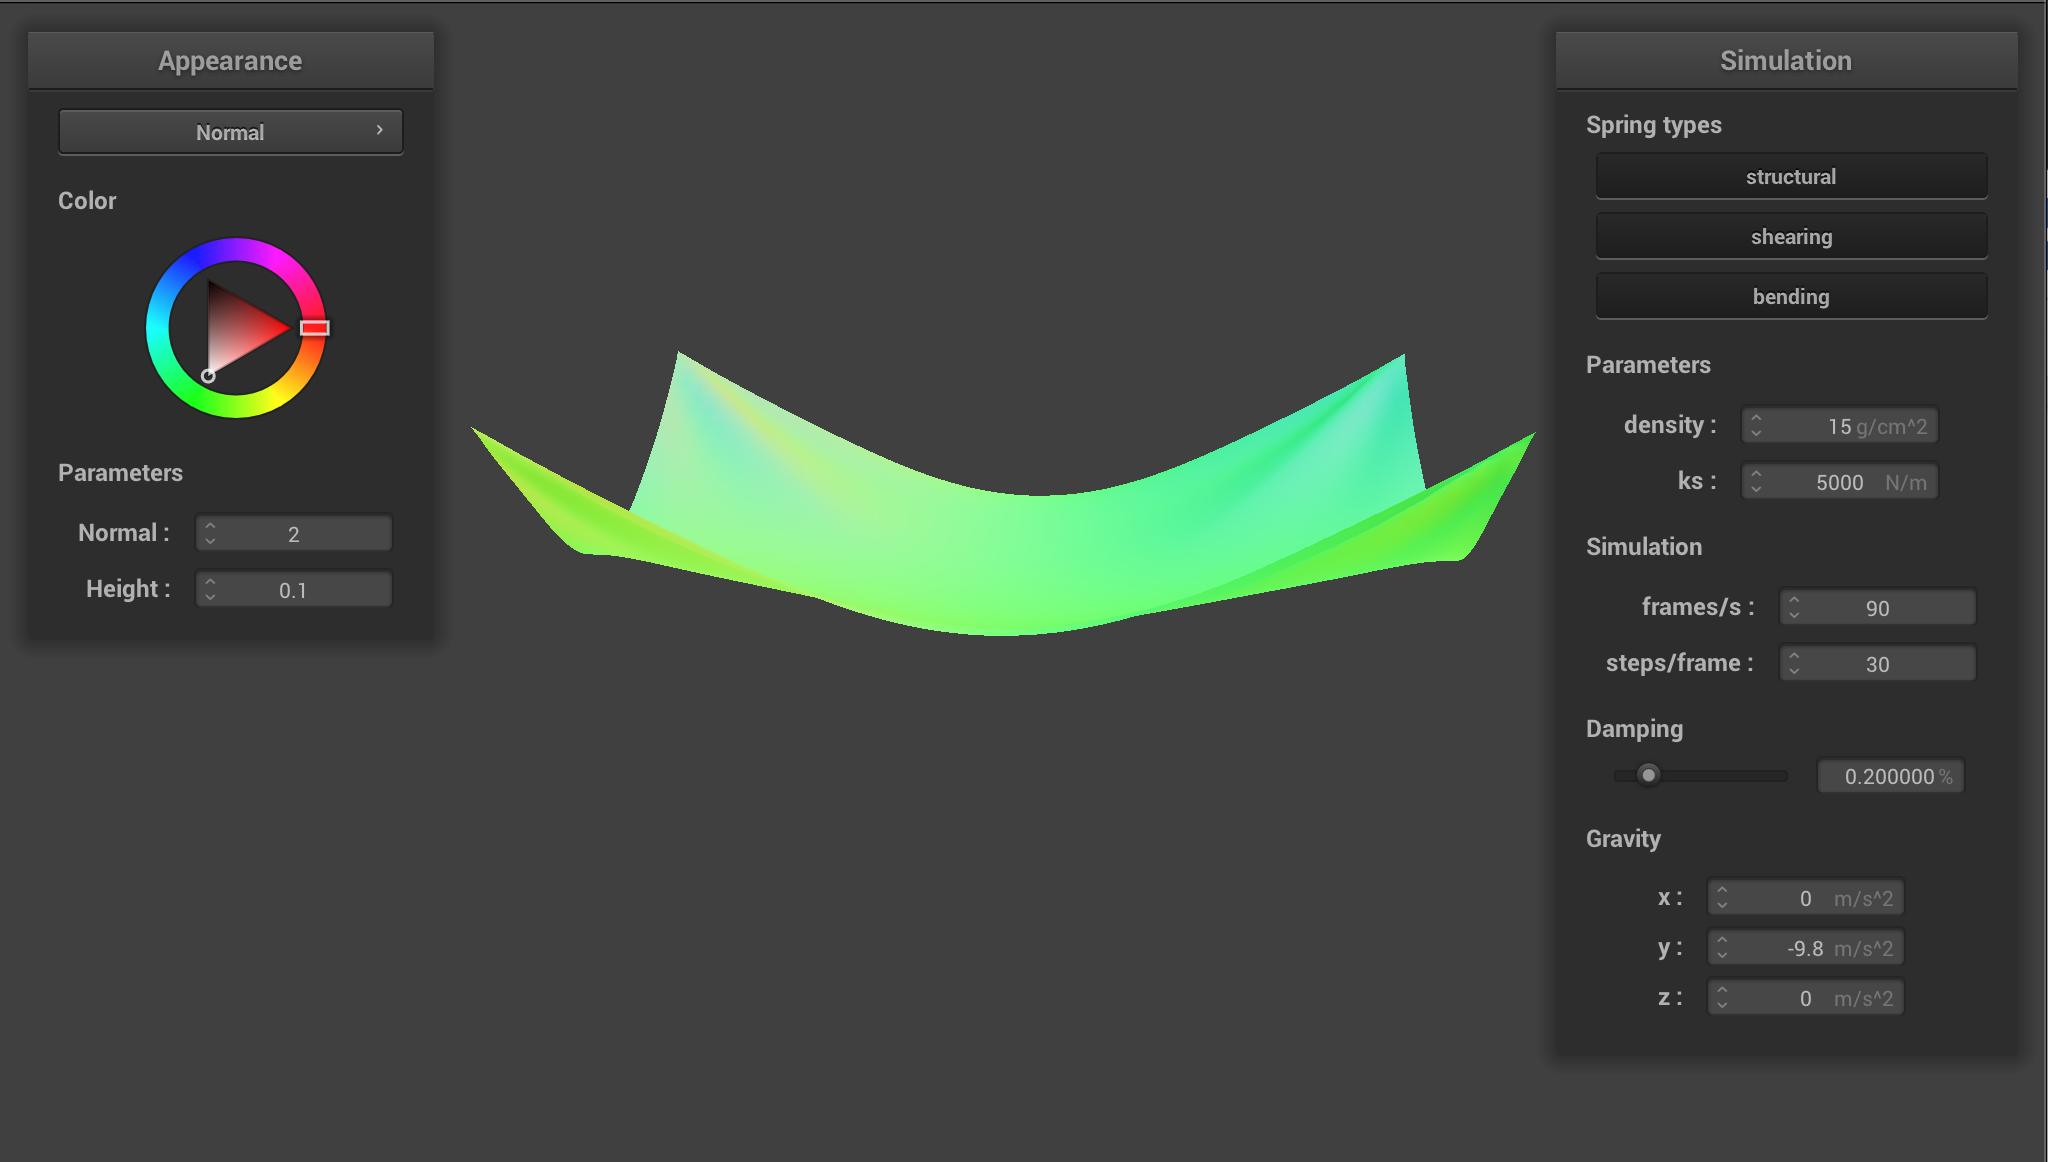 Appearance
Normal
Color
Parameters
Normal : 2
Height : 0.1
Simulation
Spring types
structural
shearing
bending
Parameters
density : 15 g/cm^2
ks : 5000 N/m
Simulation
frames/s : 90
steps/frame : 30
Damping
0.200000 %
Gravity
x : 0 m/s^2
y : -9.8 m/s^2
z : 0 m/s^2